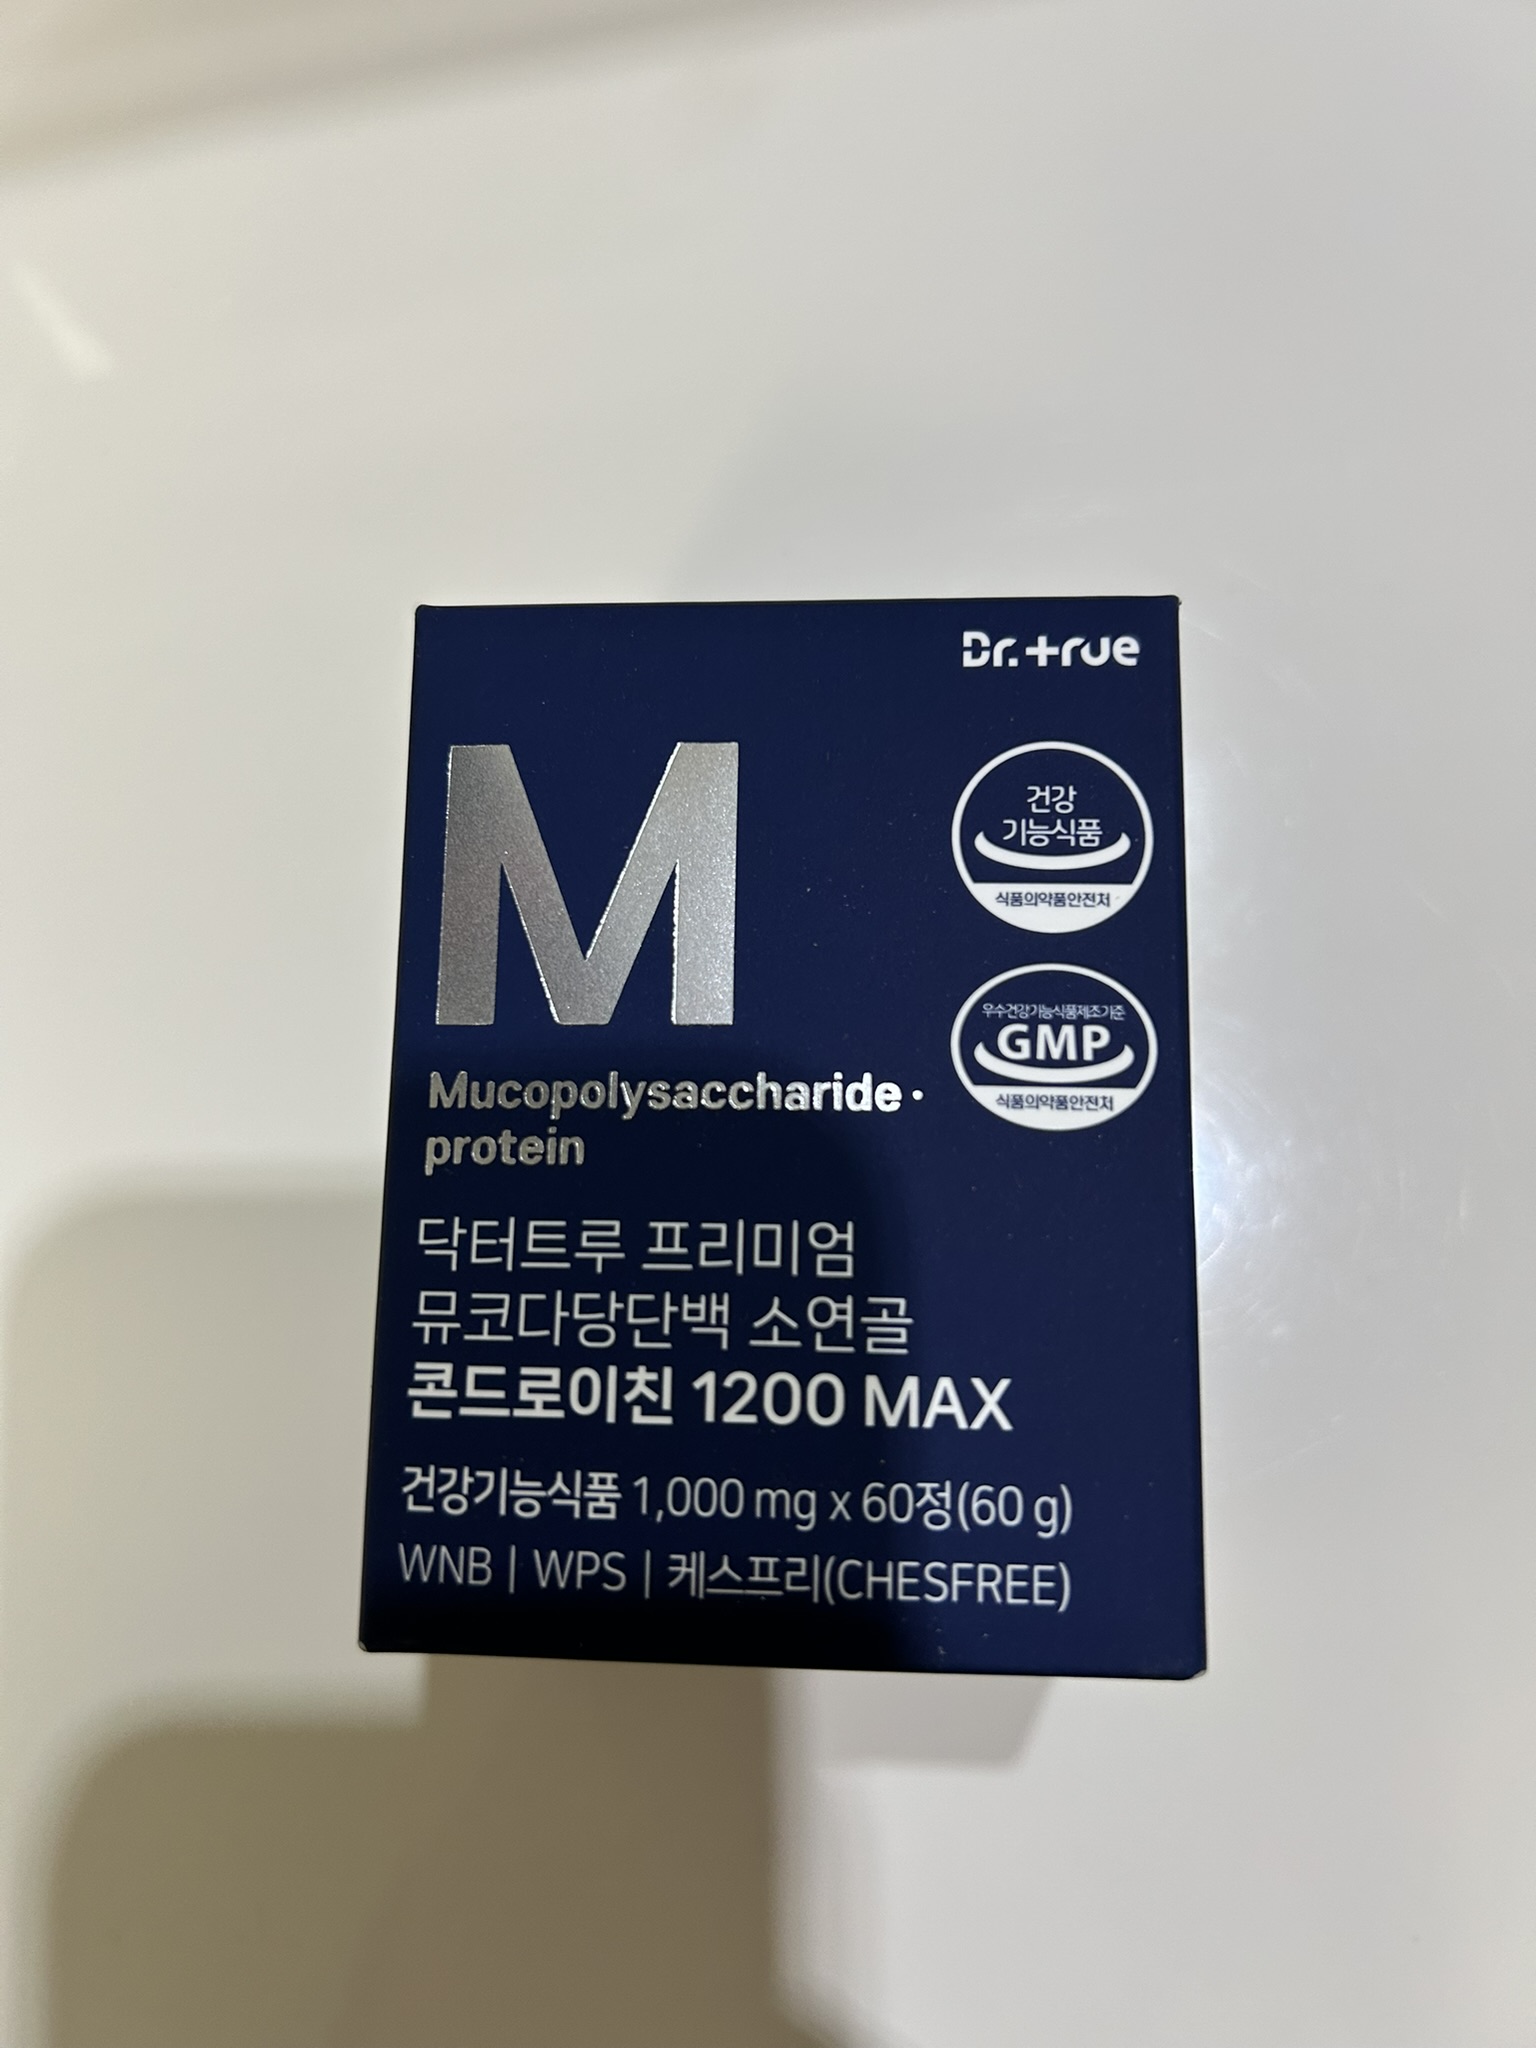 Dr.true
M
건강
기능식품
식품의약품안전처
우수건강기능식품제조기준
GMP
식품의약품안전처
Mucopolysaccharide·
protein
닥터트루 프리미엄
뮤코다당단백 소연골
콘드로이친 1200 MAX
건강기능식품 1,000 mg x 60정(60 g)
WNB | WPS | 케스프리(CHESFREE)